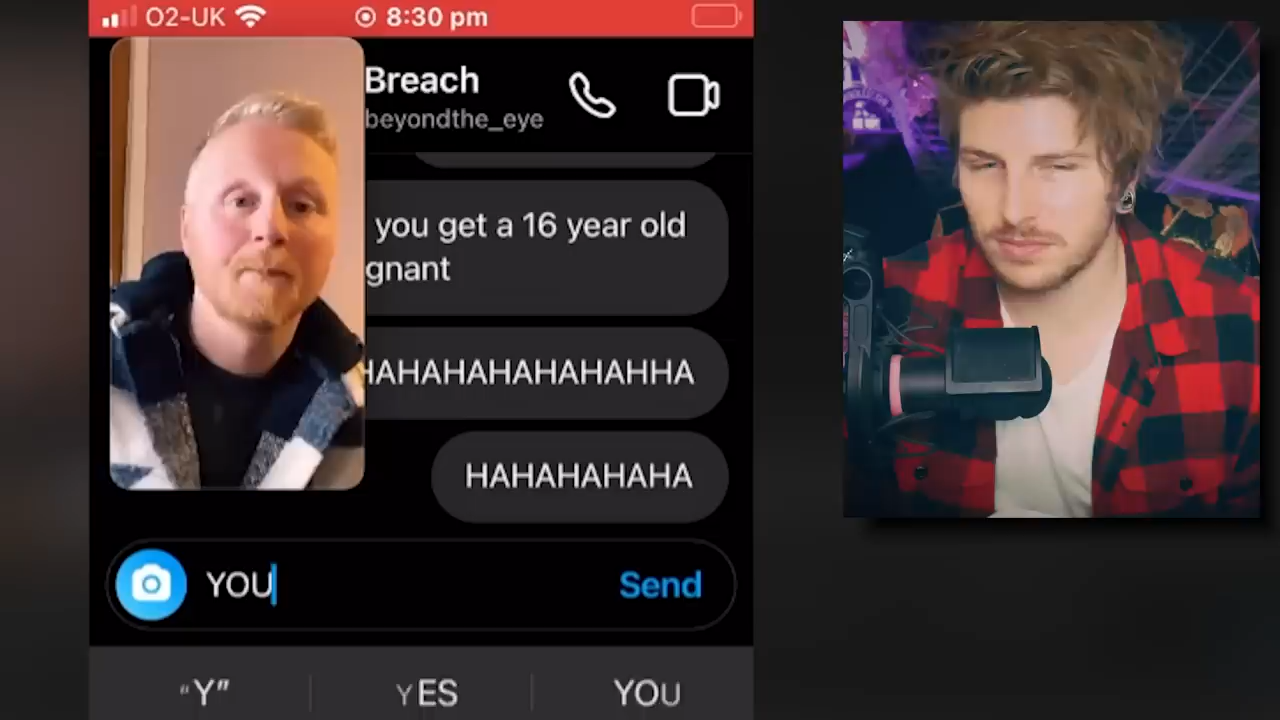 O2-UK 8:30 pm
Breach
beyondthe_eye
you get a 16 year old
gnant
HAHAHAHAHAHAHHA
HAHAHAHAHA
YOU Send
"Y" YES YOU